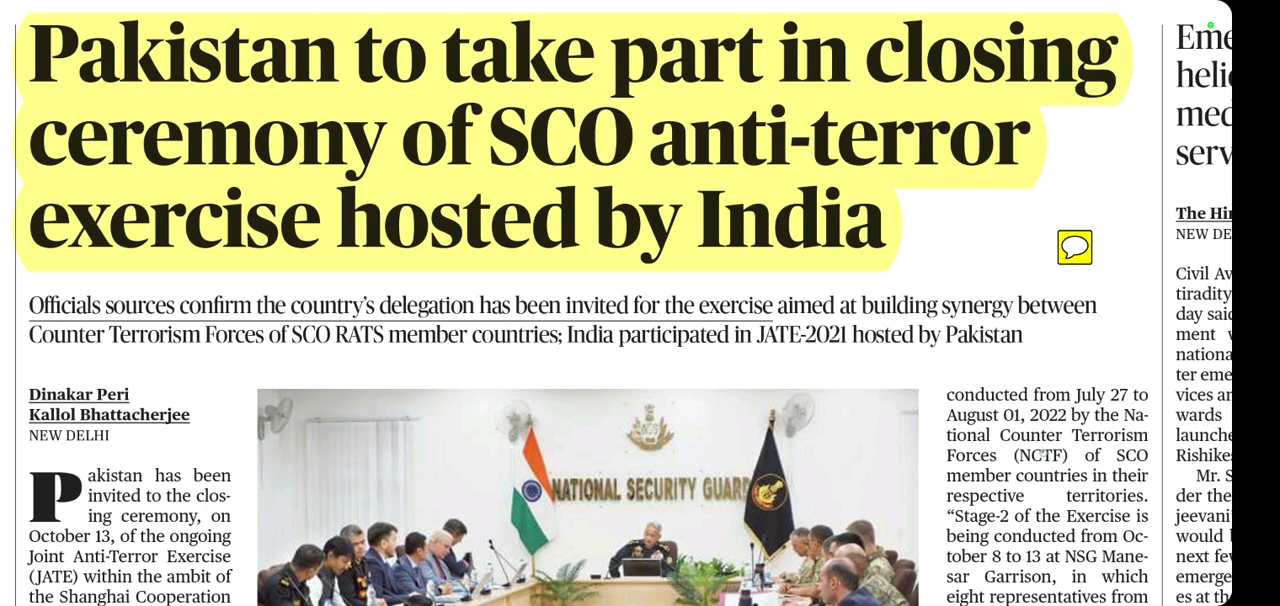 Pakistan to take part in closing
ceremony of SCO anti-terror
exercise hosted by India
Officials sources confirm the country's delegation has been invited for the exercise aimed at building synergy between
Counter Terrorism Forces of SCO RATS member countries; India participated in JATE-2021 hosted by Pakistan
Dinakar Peri
Kallol Bhattacherjee
NEW DELHI
Pakistan has been
invited to the clos-
ing ceremony, on
October 13, of the ongoing
Joint Anti-Terror Exercise
(JATE) within the ambit of
the Shanghai Cooperation
NATIONAL SECURITY GUARD
conducted from July 27 to
August 01, 2022 by the Na-
tional Counter Terrorism
Forces (NCTF) of SCO
member countries in their
respective territories.
“Stage-2 of the Exercise is
being conducted from Oc-
tober 8 to 13 at NSG Mane-
sar Garrison, in which
eight representatives from
The
NEW
Civil
day said